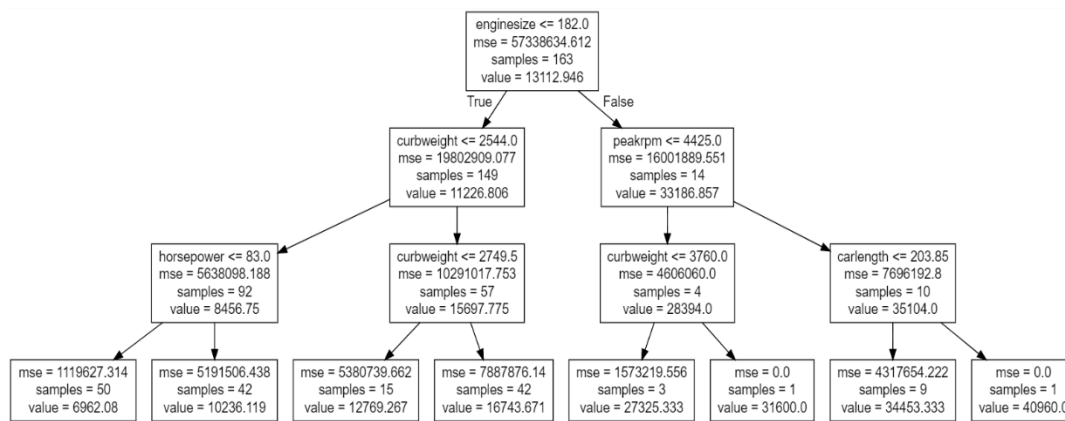 enginesize <= 182.0
mse = 57338634.612
samples = 163
value = 13112.946
True
False
curbweight <= 2544.0
mse = 19802909.077
samples = 149
value = 11226.806
peakrpm <= 4425.0
mse = 16001889.551
samples = 14
value = 33186.857
horsepower <= 83.0
mse = 5638098.188
samples = 92
value = 8456.75
curbweight <= 2749.5
mse = 10291017.753
samples = 57
value = 15697.775
curbweight <= 3760.0
mse = 4606060.0
samples = 4
value = 28394.0
carlength <= 203.85
mse = 7696192.8
samples = 10
value = 35104.0
mse = 1119627.314
samples = 50
value = 6962.08
mse = 5191506.438
samples = 42
value = 10236.119
mse = 5380739.662
samples = 15
value = 12769.267
mse = 7887876.14
samples = 42
value = 16743.671
mse = 1573219.556
samples = 3
value = 27325.333
mse = 0.0
samples = 1
value = 31600.0
mse = 4317654.222
samples = 9
value = 34453.333
mse = 0.0
samples = 1
value = 40960.0